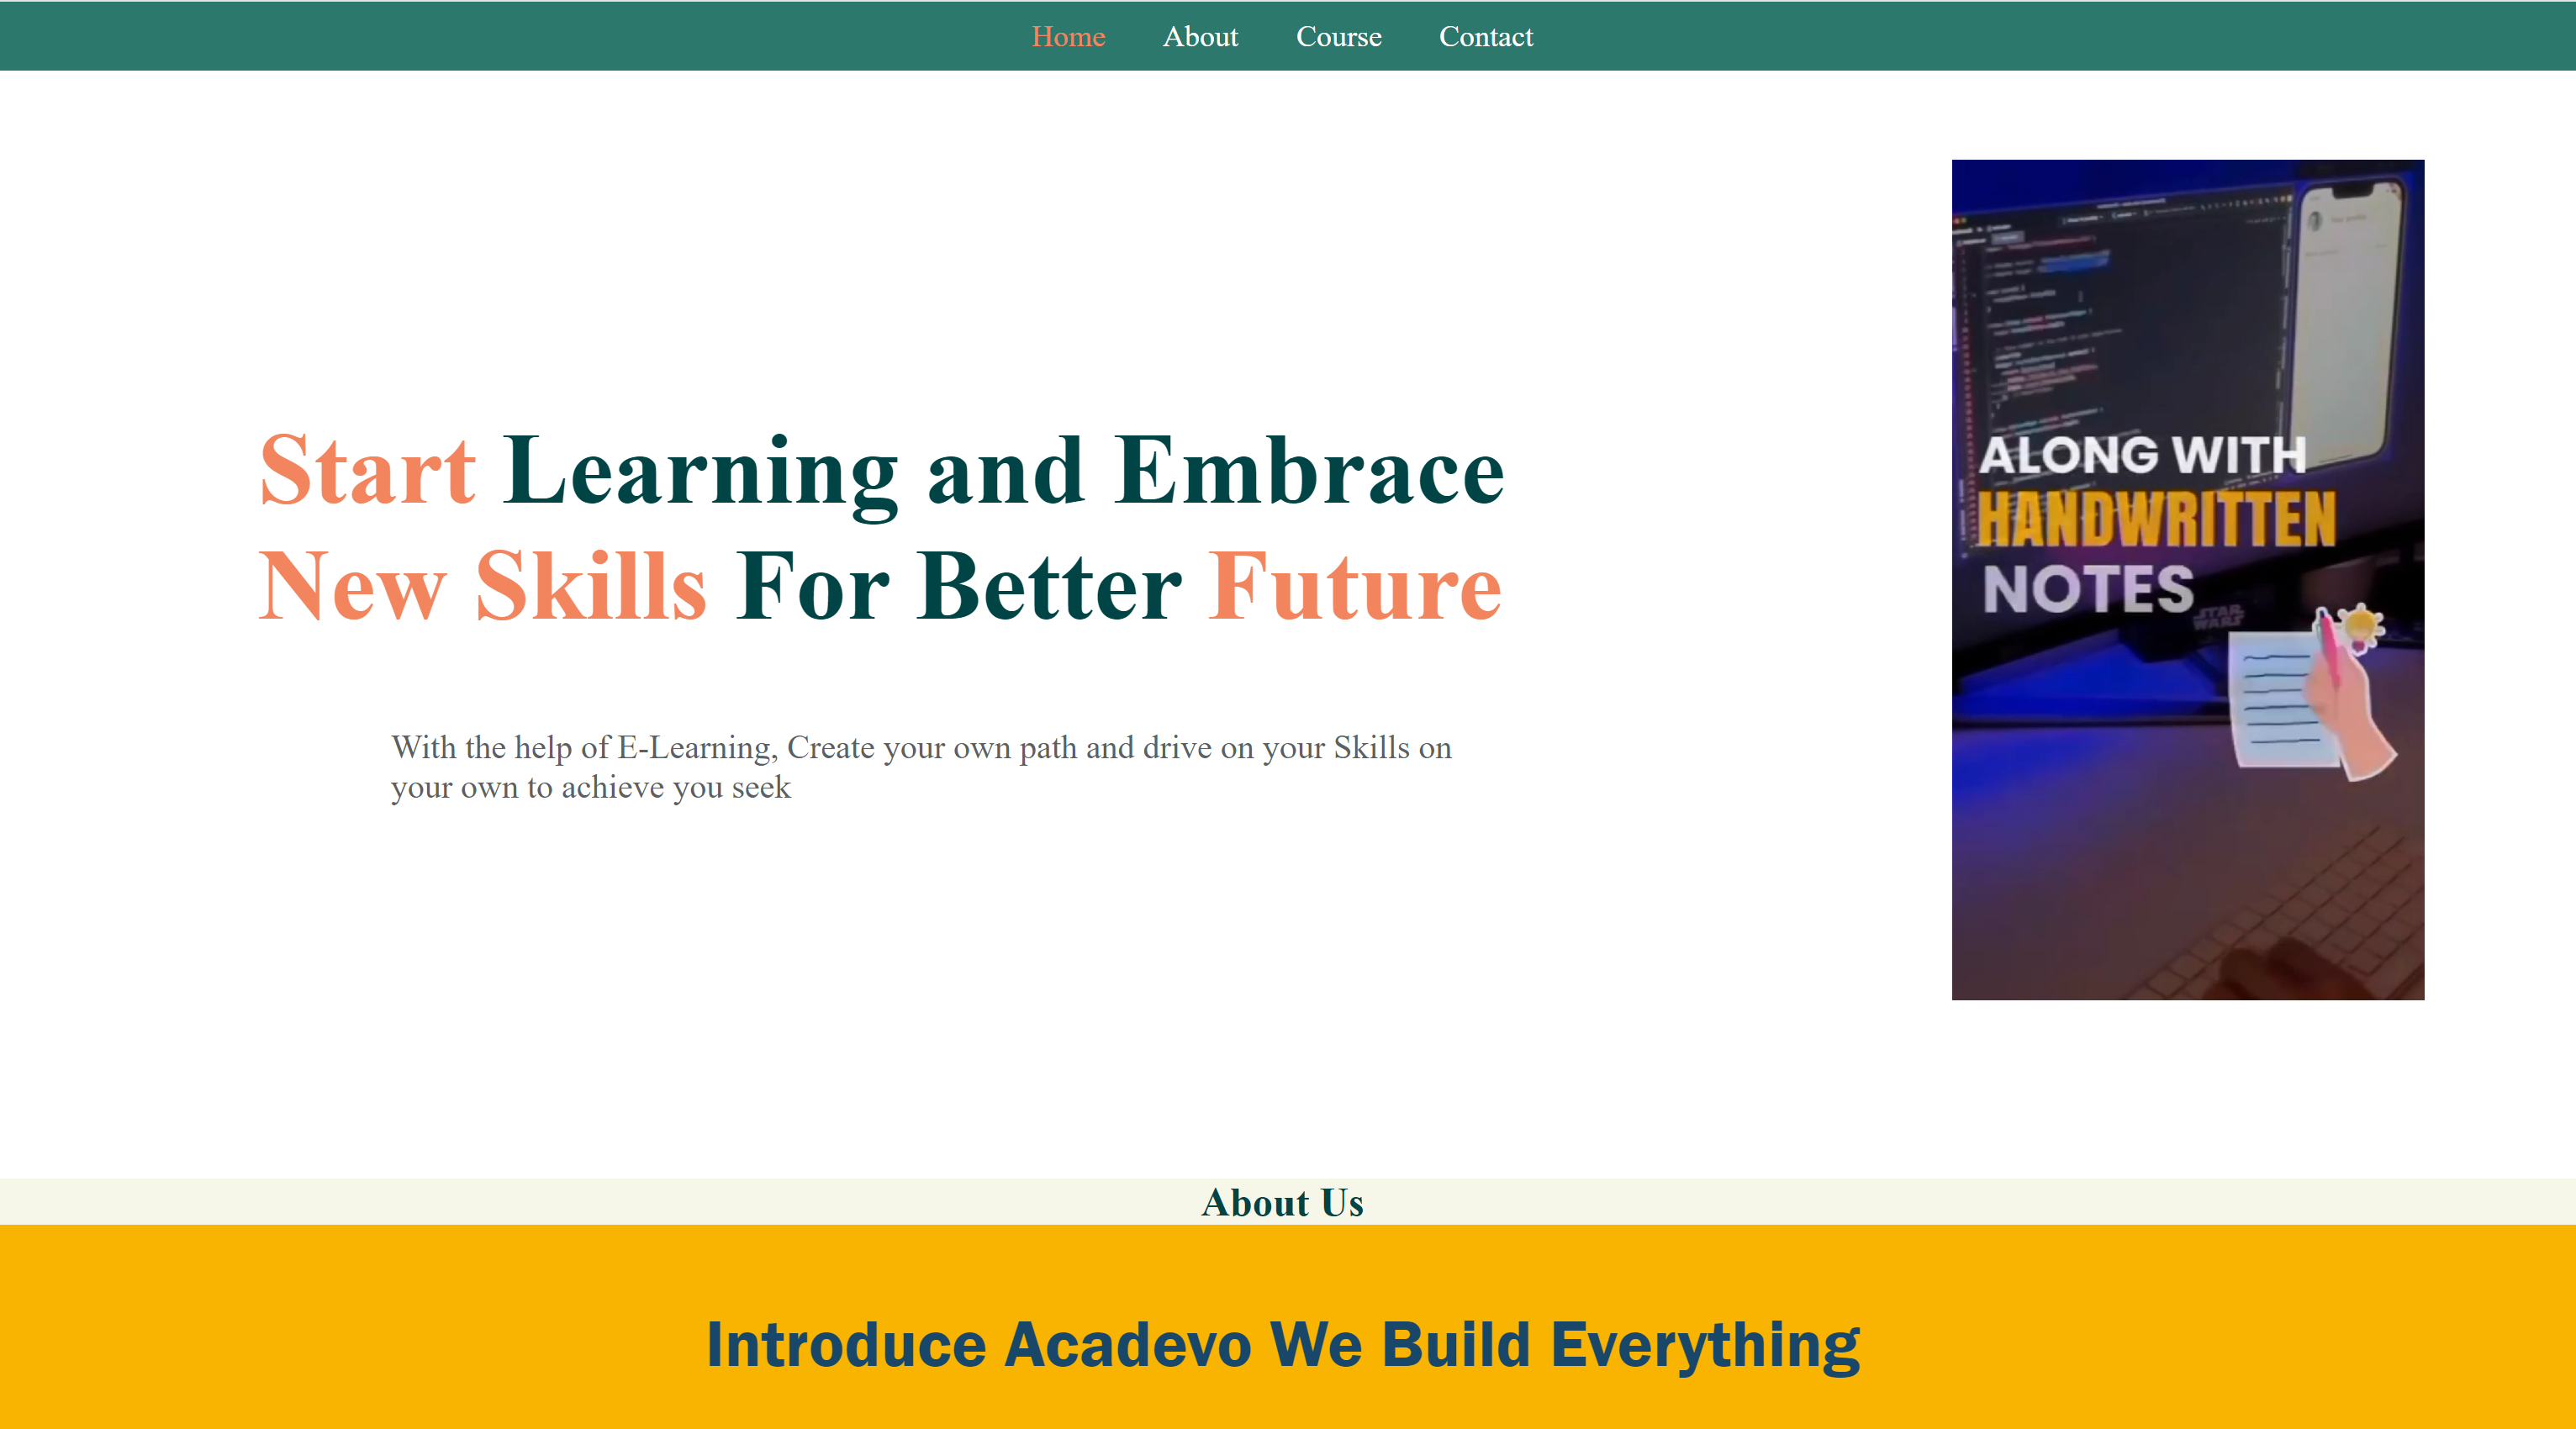 Home About Course Contact
Start Learning and Embrace
New Skills For Better Future
With the help of E-Learning, Create your own path and drive on your Skills on
your own to achieve you seek
ALONG WITH
HANDWRITTEN
NOTES
STAR
WARS
About Us
Introduce Acadevo We Build Everything